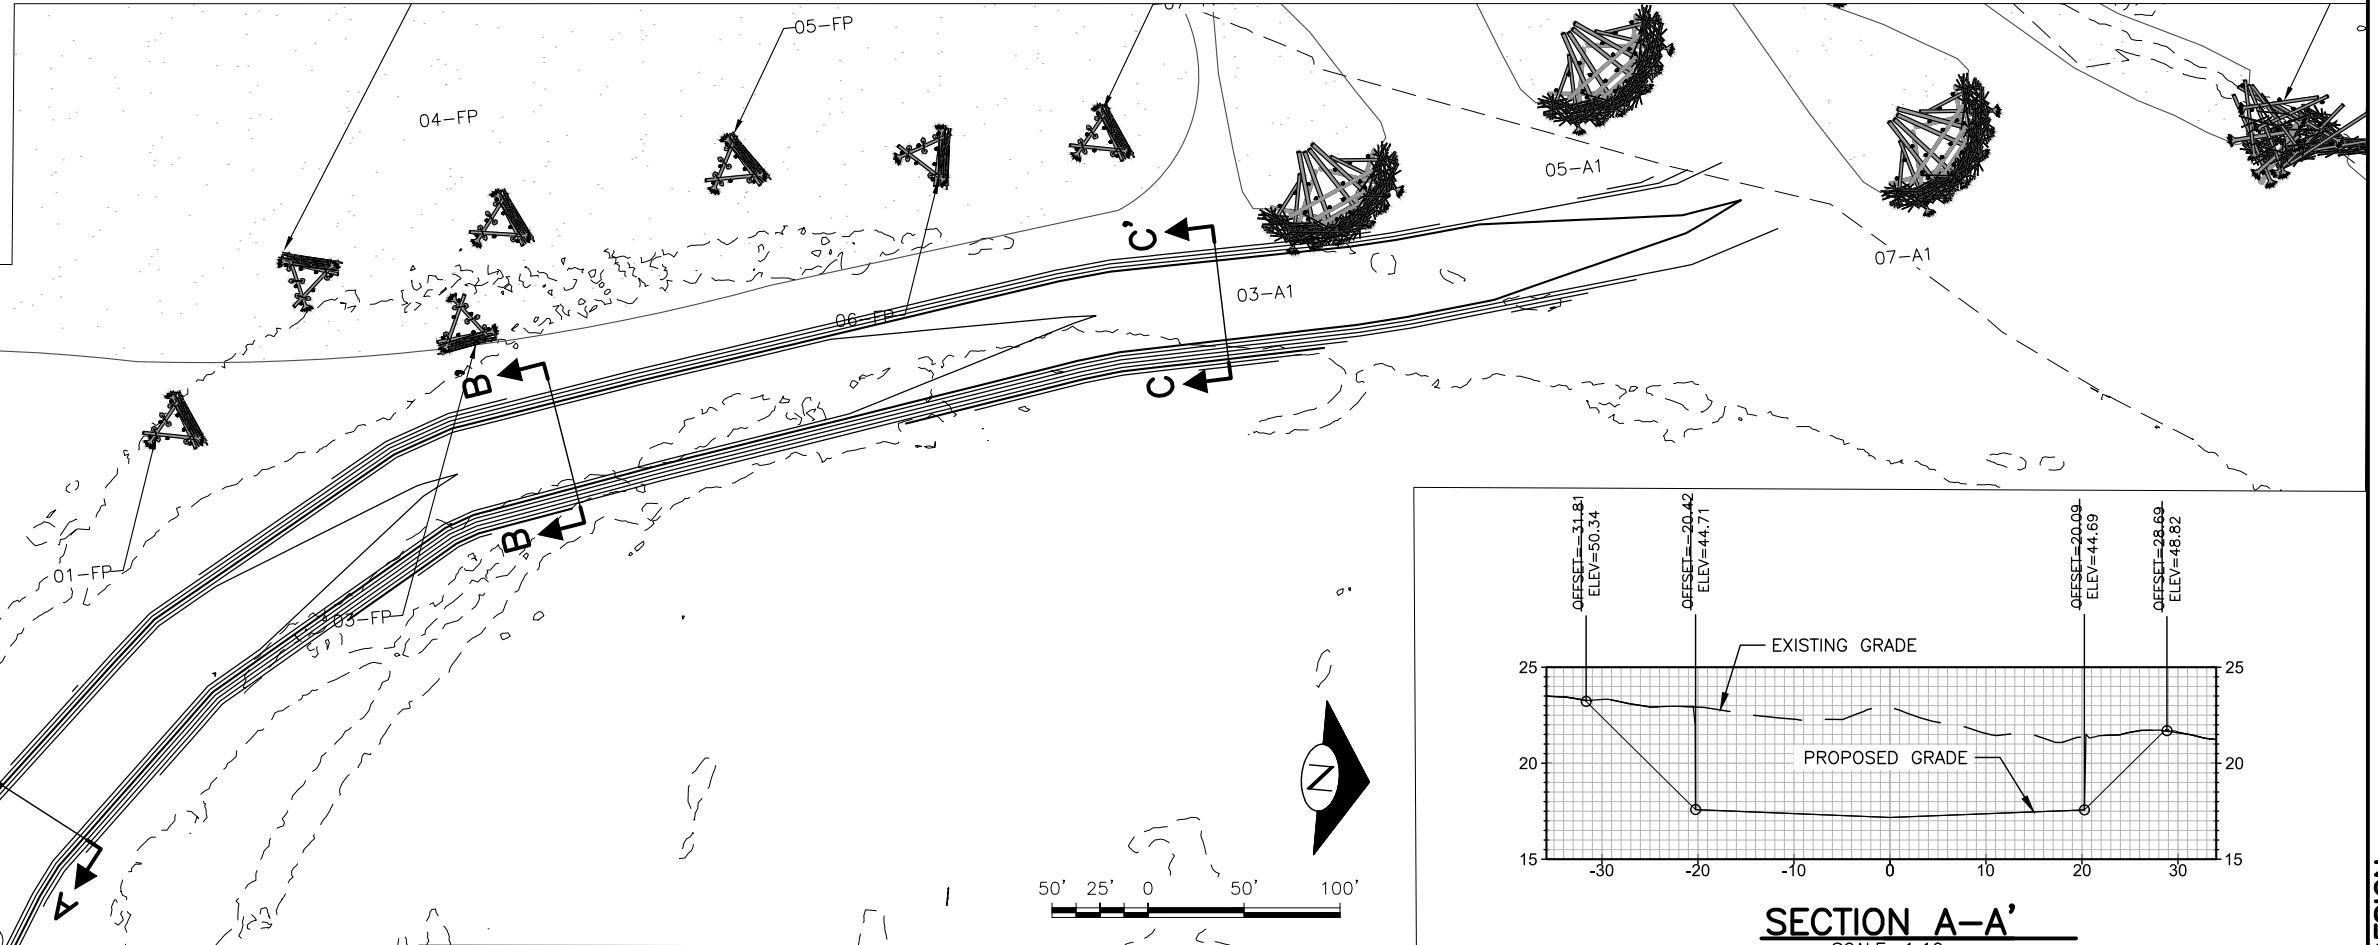 05-FP
04-FP
05-A1
07-A1
C'
03-A1
06-FP
B'
C
B
01-FP
03-FP
A
N
50' 25' 0 50' 100'
OFFSET=-31.81
ELEV=50.34
OFFSET=-20.42
ELEV=44.71
OFFSET=20.09
ELEV=44.69
OFFSET=28.69
ELEV=48.82
EXISTING GRADE
PROPOSED GRADE
25 25
20 20
15 15
-30 -20 -10 0 10 20 30
SECTION A-A'